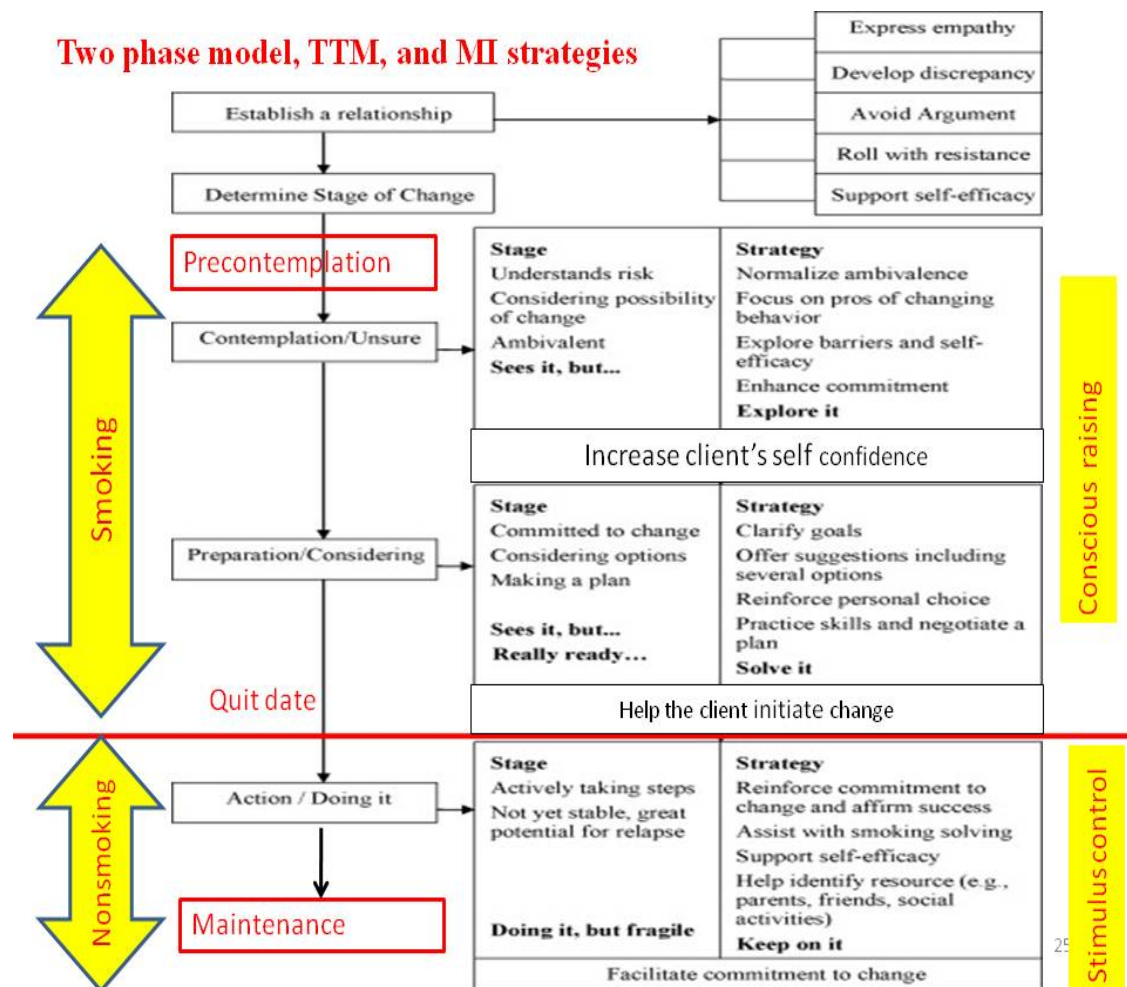 Two phase model, TTM, and MI strategies
Express empathy
Develop discrepancy
Avoid Argument
Roll with resistance
Support self-efficacy
Establish a relationship
Determine Stage of Change
Precontemplation
Contemplation/Unsure
Stage
Understands risk
Considering possibility
of change
Ambivalent
Sees it, but...
Strategy
Normalize ambivalence
Focus on pros of changing
behavior
Explore barriers and self-
efficacy
Enhance commitment
Explore it
Increase client's self confidence
Smoking
Conscious raising
Preparation/Considering
Stage
Committed to change
Considering options
Making a plan
Sees it, but...
Really ready...
Strategy
Clarify goals
Offer suggestions including
several options
Reinforce personal choice
Practice skills and negotiate a
plan
Solve it
Quit date
Help the client initiate change
Nonsmoking
Action / Doing it
Stage
Actively taking steps
Not yet stable, great
potential for relapse
Doing it, but fragile
Strategy
Reinforce commitment to
change and affirm success
Assist with smoking solving
Support self-efficacy
Help identify resource (e.g.,
parents, friends, social
activities)
Keep on it
Maintenance
Facilitate commitment to change
Stimulus control